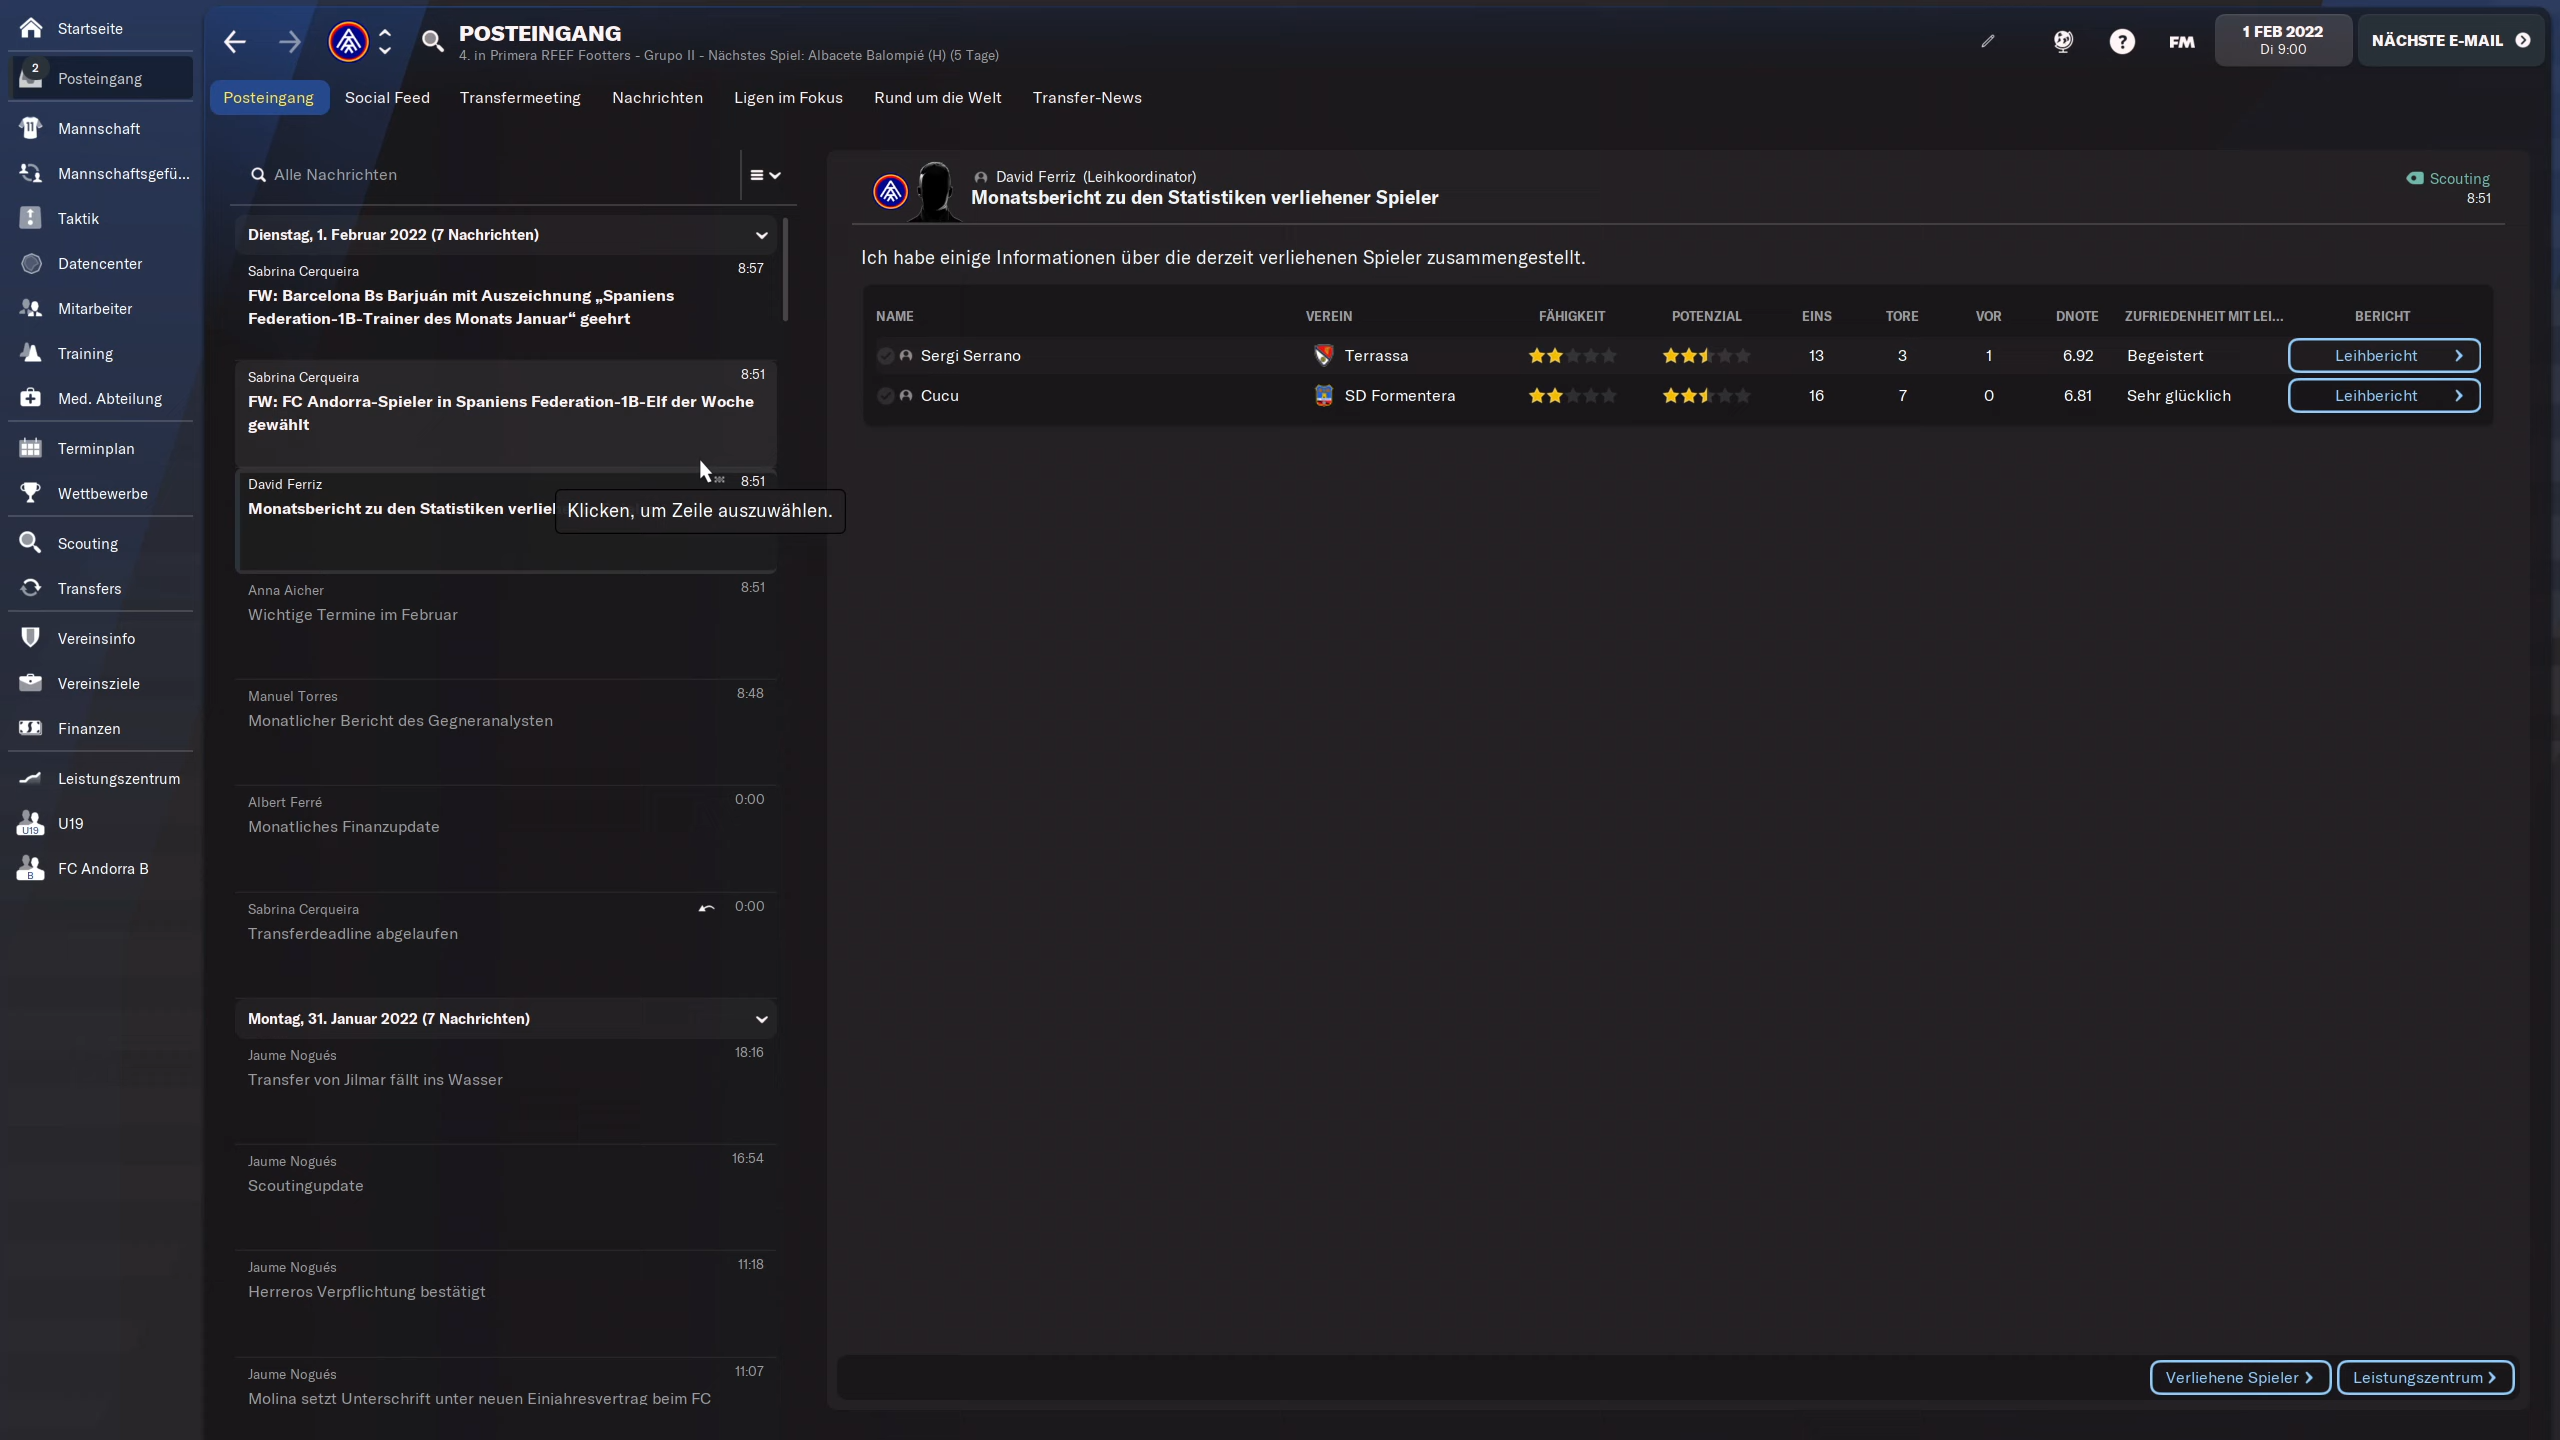 Startseite
2
Posteingang
Mannschaft
Mannschaftsgefü...
Taktik
Datencenter
Mitarbeiter
Training
Med. Abteilung
Terminplan
Wettbewerbe
Scouting
Transfers
Vereinsinfo
Vereinsziele
Finanzen
Leistungszentrum
U19
U19
B
FC Andorra B
POSTEINGANG
4. in Primera RFEF Footters - Grupo II - Nächstes Spiel: Albacete Balompié (H) (5 Tage)
FM
1 FEB 2022
Di 9:00
NÄCHSTE E-MAIL
Posteingang Social Feed Transfermeeting Nachrichten Ligen im Fokus Rund um die Welt Transfer-News
Alle Nachrichten
Dienstag, 1. Februar 2022 (7 Nachrichten)
Sabrina Cerqueira 8:57
FW: Barcelona Bs Barjuán mit Auszeichnung „Spaniens
Federation-1B-Trainer des Monats Januar“ geehrt
Sabrina Cerqueira 8:51
FW: FC Andorra-Spieler in Spaniens Federation-1B-Elf der Woche
gewählt
David Ferriz 8:51
Monatsbericht zu den Statistiken verlieh
Klicken, um Zeile auszuwählen.
Anna Aicher 8:51
Wichtige Termine im Februar
Manuel Torres 8:48
Monatlicher Bericht des Gegneranalysten
Albert Ferré 0:00
Monatliches Finanzupdate
Sabrina Cerqueira 0:00
Transferdeadline abgelaufen
Montag, 31. Januar 2022 (7 Nachrichten)
Jaume Nogués 18:16
Transfer von Jilmar fällt ins Wasser
Jaume Nogués 16:54
Scoutingupdate
Jaume Nogués 11:18
Herreros Verpflichtung bestätigt
Jaume Nogués 11:07
Molina setzt Unterschrift unter neuen Einjahresvertrag beim FC
David Ferriz (Leihkoordinator)
Monatsbericht zu den Statistiken verliehener Spieler
Scouting
8:51
Ich habe einige Informationen über die derzeit verliehenen Spieler zusammengestellt.
NAME VEREIN FÄHIGKEIT POTENZIAL EINS TORE VOR DNOTE ZUFRIEDENHEIT MIT LEI... BERICHT
Sergi Serrano Terrassa 13 3 1 6.92 Begeistert Leihbericht
Cucu SD Formentera 16 7 0 6.81 Sehr glücklich Leihbericht
Verliehene Spieler Leistungszentrum